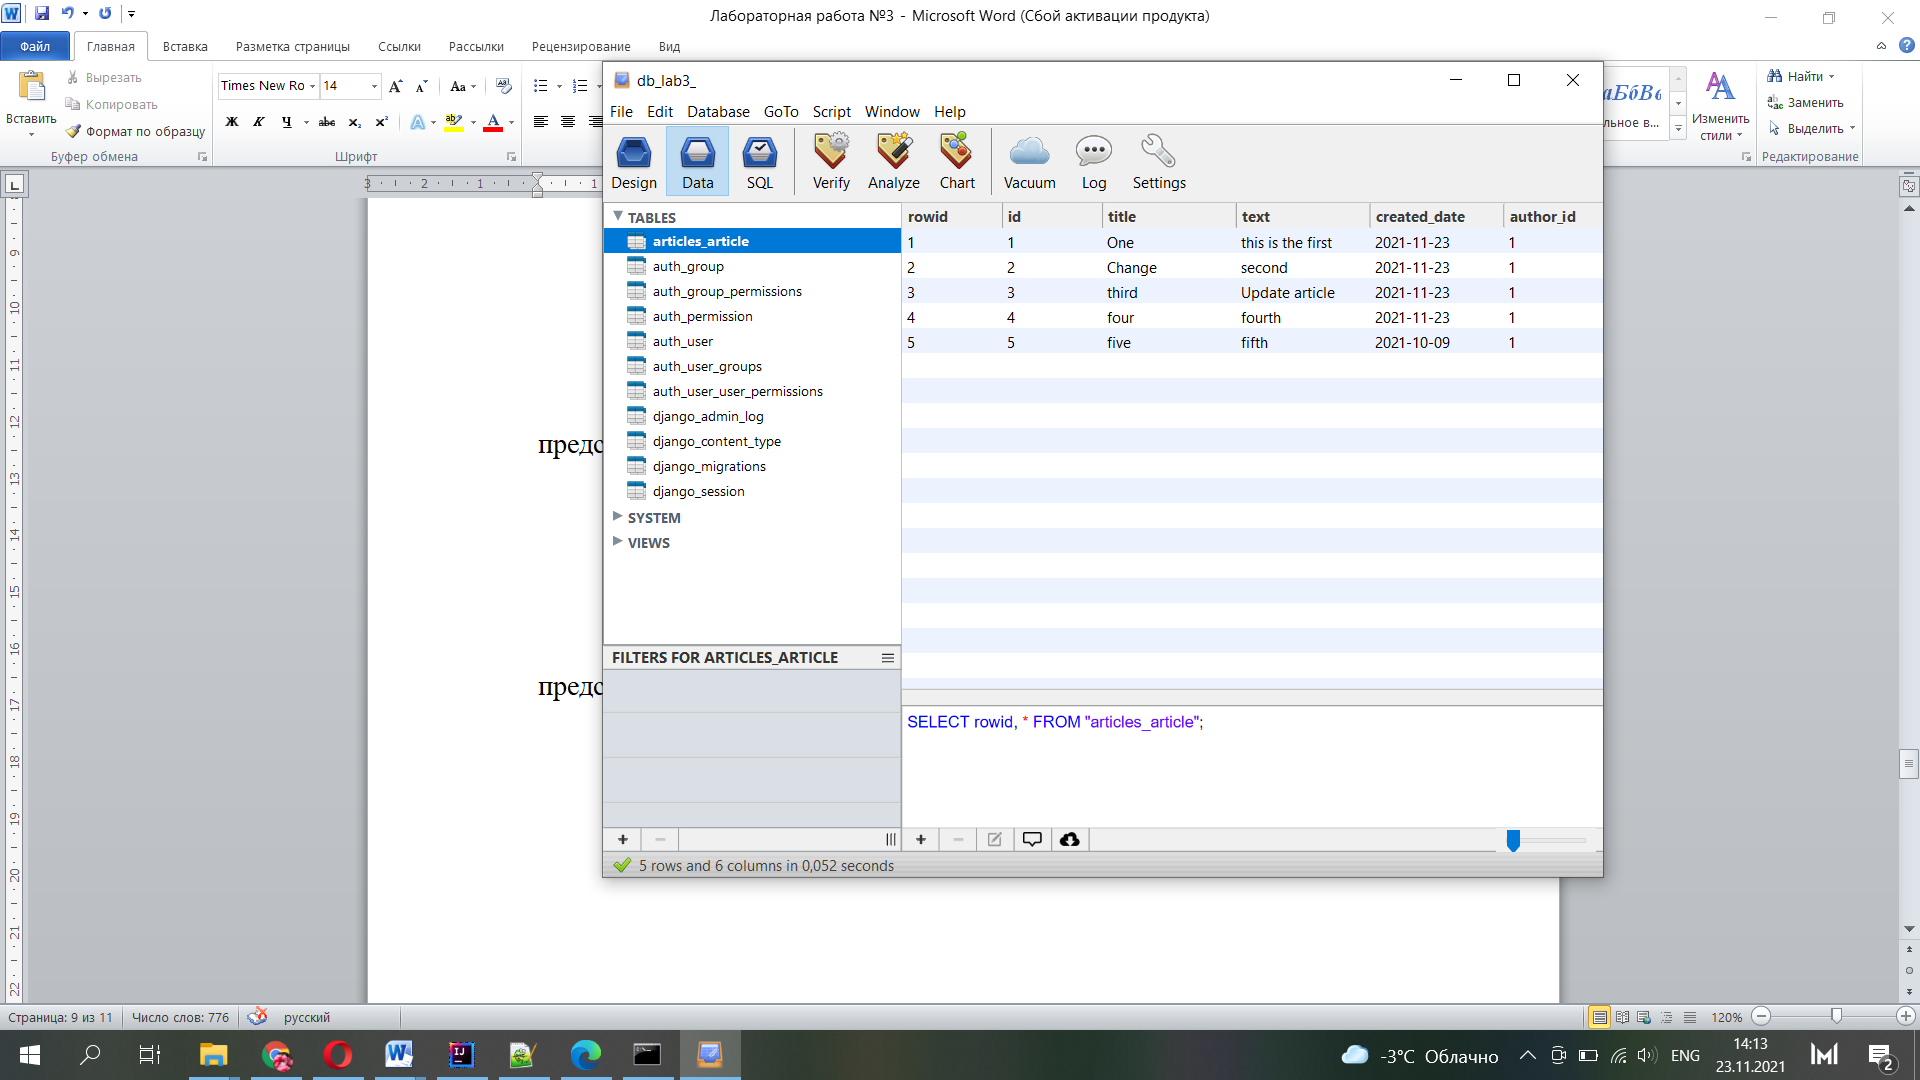 Лабораторная работа №3 - Microsoft Word (Сбой активации продукта)
Файл Главная Вставка Разметка страницы Ссылки Рассылки Рецензирование Вид
Вставить
Вырезать
Копировать
Формат по образцу
Буфер обмена
Times New Ro 14
Шрифт
льное в...
Изменить стили
Найти
Заменить
Выделить
Редактирование
db_lab3_
File Edit Database GoTo Script Window Help
Design Data SQL Verify Analyze Chart Vacuum Log Settings
TABLES
articles_article
auth_group
auth_group_permissions
auth_permission
auth_user
auth_user_groups
auth_user_user_permissions
django_admin_log
django_content_type
django_migrations
django_session
SYSTEM
VIEWS
FILTERS FOR ARTICLES_ARTICLE
rowid id title text created_date author_id
1 1 One this is the first 2021-11-23 1
2 2 Change second 2021-11-23 1
3 3 third Update article 2021-11-23 1
4 4 four fourth 2021-11-23 1
5 5 five fifth 2021-10-09 1
SELECT rowid, * FROM "articles_article";
5 rows and 6 columns in 0,052 seconds
предс
предс
Страница: 9 из 11 Число слов: 776 русский 120%
-3°C Облачно ENG 14:13
23.11.2021
2